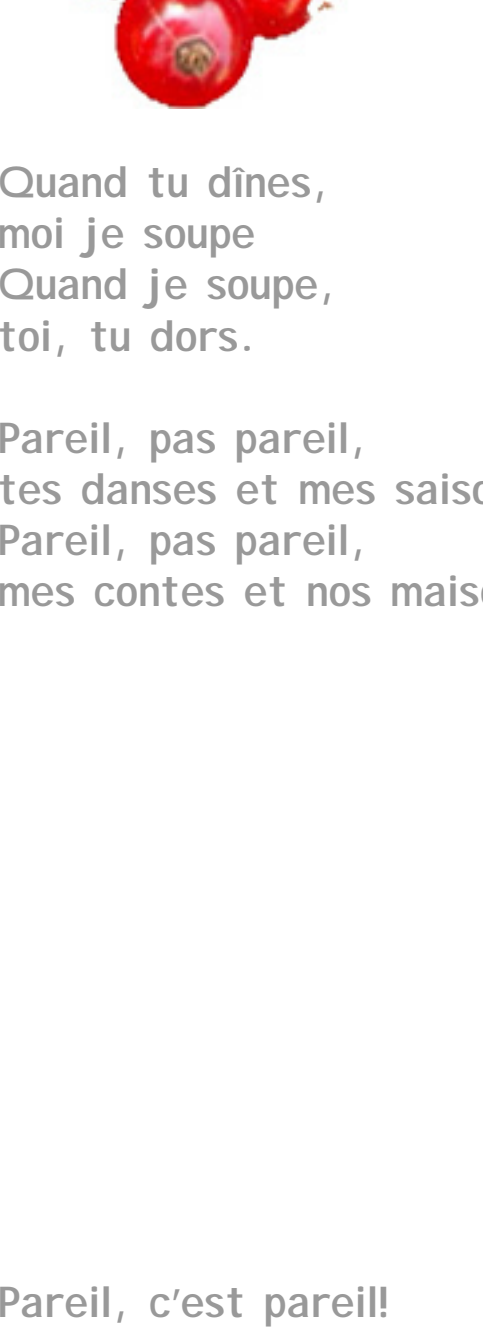 Quand tu dînes,
moi je soupe
Quand je soupe,
toi, tu dors.
Pareil, pas pareil,
tes danses et mes
Pareil, pas pareil,
mes contes et nos
Pareil, c'est pareil!